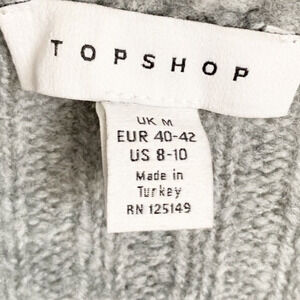 TOPSHOP
UK M
EUR 40-42
US 8-10
Made in
Turkey
RN 125149